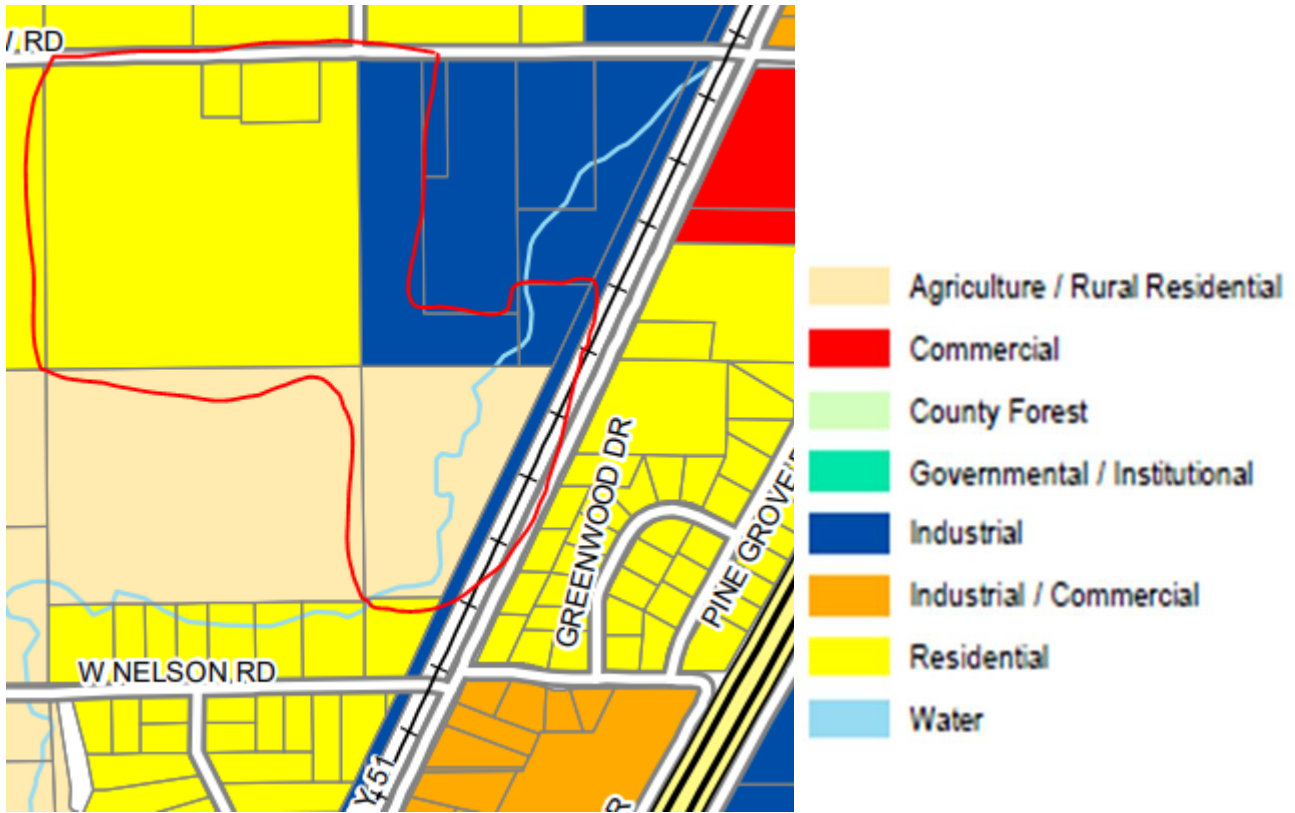 RD
W NELSON RD
GREENWOOD DR
PINE GROVE
51
Agriculture / Rural Residential
Commercial
County Forest
Governmental / Institutional
Industrial
Industrial / Commercial
Residential
Water